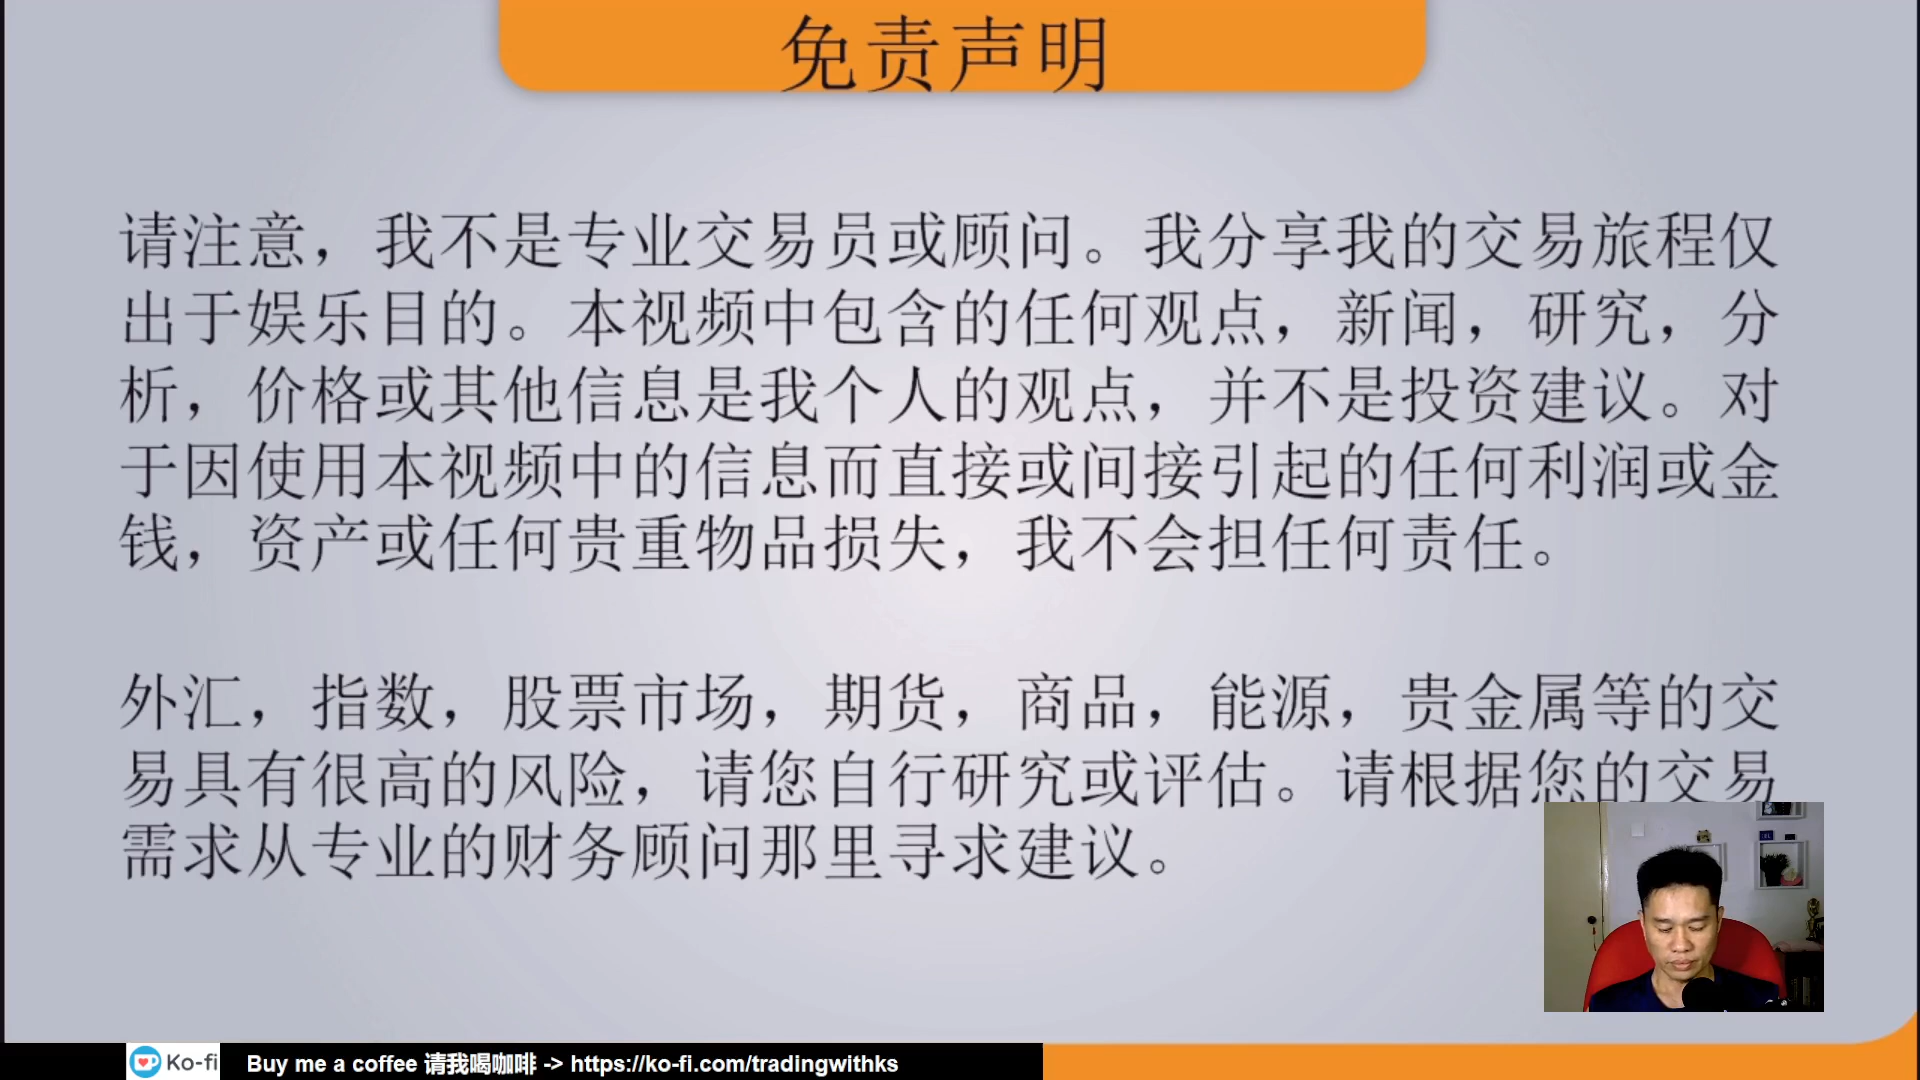 免责声明
请注意，我不是专业交易员或顾问。我分享我的交易旅程仅
出于娱乐目的。本视频中包含的任何观点，新闻，研究，分
析，价格或其他信息是我个人的观点，并不是投资建议。对
于因使用本视频中的信息而直接或间接引起的任何利润或金
钱，资产或任何贵重物品损失，我不会担任何责任。
外汇，指数，股票市场，期货，商品，能源，贵金属等的交
易具有很高的风险，请您自行研究或评估。请根据您的交易
需求从专业的财务顾问那里寻求建议。
Ko-fi Buy me a coffee 请我喝咖啡 -> https://ko-fi.com/tradingwithks